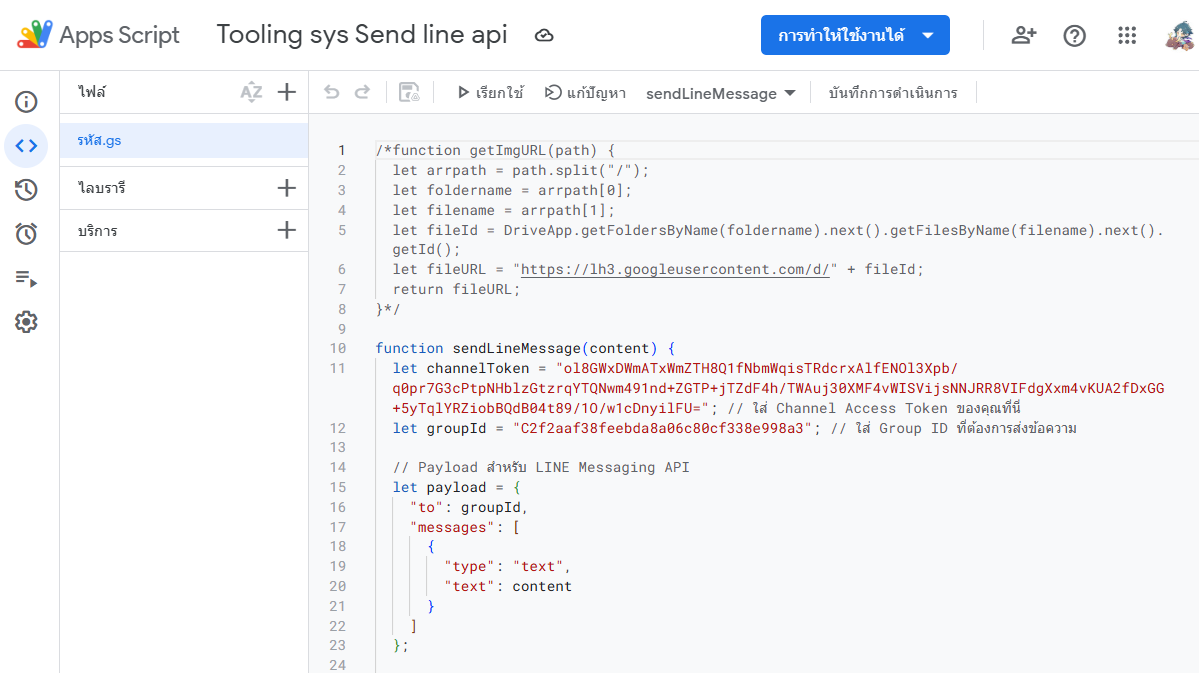 Apps Script
Tooling sys Send line api
การทำให้ใช้งานได้
ไฟล์
AZ
เรียกใช้
แก้ปัญหา
sendLineMessage
บันทึกการดำเนินการ
รหัส.gs
ไลบรารี
บริการ
1 /*function getImgURL(path) {
2 let arrpath = path.split("/");
3 let foldername = arrpath[0];
4 let filename = arrpath[1];
5 let fileId = DriveApp.getFoldersByName(foldername).next().getFilesByName(filename).next().
getId();
6 let fileURL = "https://lh3.googleusercontent.com/d/" + fileId;
7 return fileURL;
8 }*/
9
10 function sendLineMessage(content) {
11 let channelToken = "ol8GWxDWmATxWmZTH8Q1fNbmWqisTRdcrxAlfENOl3Xpb/
q0pr7G3cPtpNHblzGtzrqYTQNwm491nd+ZGTP+jTZdF4h/TWAuj30XMF4vWISVijsNNJRR8VIFdgXxm4vKUA2fDxGG
+5yTqlYRZiobBQdB04t89/1O/w1cDnyilFU="; // ใส่ Channel Access Token ของคุณที่นี่
12 let groupId = "C2f2aaf38feebda8a06c80cf338e998a3"; // ใส่ Group ID ที่ต้องการส่งข้อความ
13
14 // Payload สำหรับ LINE Messaging API
15 let payload = {
16 "to": groupId,
17 "messages": [
18 {
19 "type": "text",
20 "text": content
21 }
22 ]
23 };
24